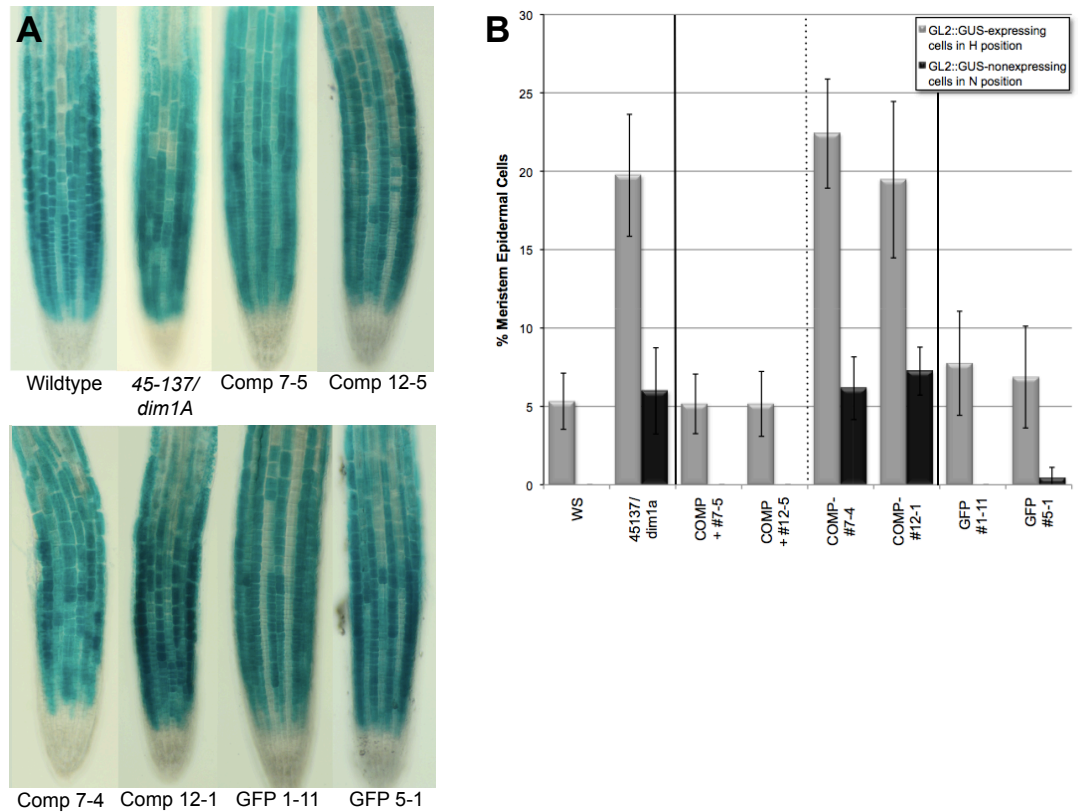 A
Wildtype
45-137/
dim1A
Comp 7-5
Comp 12-5
Comp 7-4
Comp 12-1
GFP 1-11
GFP 5-1
B
GL2::GUS-expressing
cells in H position
GL2::GUS-nonexpressing
cells in N position
% Meristem Epidermal Cells
30
25
20
15
10
5
0
WS
45137/
dim1a
COMP
+ #7-5
COMP
+ #12-5
COMP-
#7-4
COMP-
#12-1
GFP
#1-11
GFP
#5-1